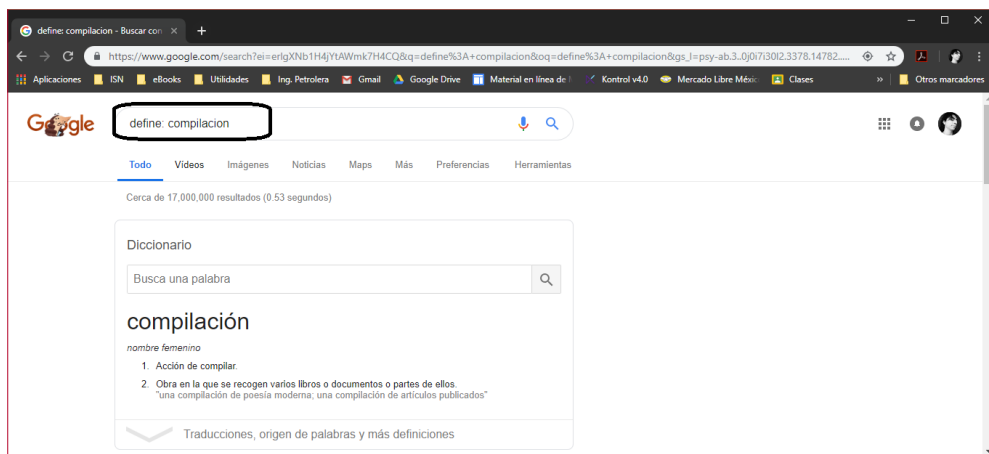 define: compilacion - Buscar con
https://www.google.com/search?ei=erlgXNb1H4jYtAWmk7H4CQ&q=define%3A+compilacion&oq=define%3A+compilacion&gs_l=psy-ab.3..0j0i7i30l2.3378.14782....
Aplicaciones ISN eBooks Utilidades Ing. Petrolera Gmail Google Drive Material en línea de Kontrol v4.0 Mercado Libre Méxic Clases » Otros marcadores
Google define: compilacion
Todo Vídeos Imágenes Noticias Maps Más Preferencias Herramientas
Cerca de 17,000,000 resultados (0.53 segundos)
Diccionario
Busca una palabra
compilación
nombre femenino
1. Acción de compilar.
2. Obra en la que se recogen varios libros o documentos o partes de ellos.
"una compilación de poesía moderna; una compilación de artículos publicados"
Traducciones, origen de palabras y más definiciones